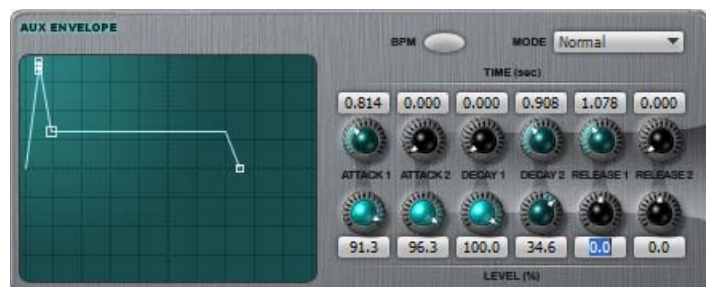 AUX ENVELOPE
BPM MODE Normal
TIME (sec)
0.814 0.000 0.000 0.908 1.078 0.000
ATTACK 1 ATTACK 2 DECAY 1 DECAY 2 RELEASE 1 RELEASE 2
91.3 96.3 100.0 34.6 0.0 0.0
LEVEL (%)